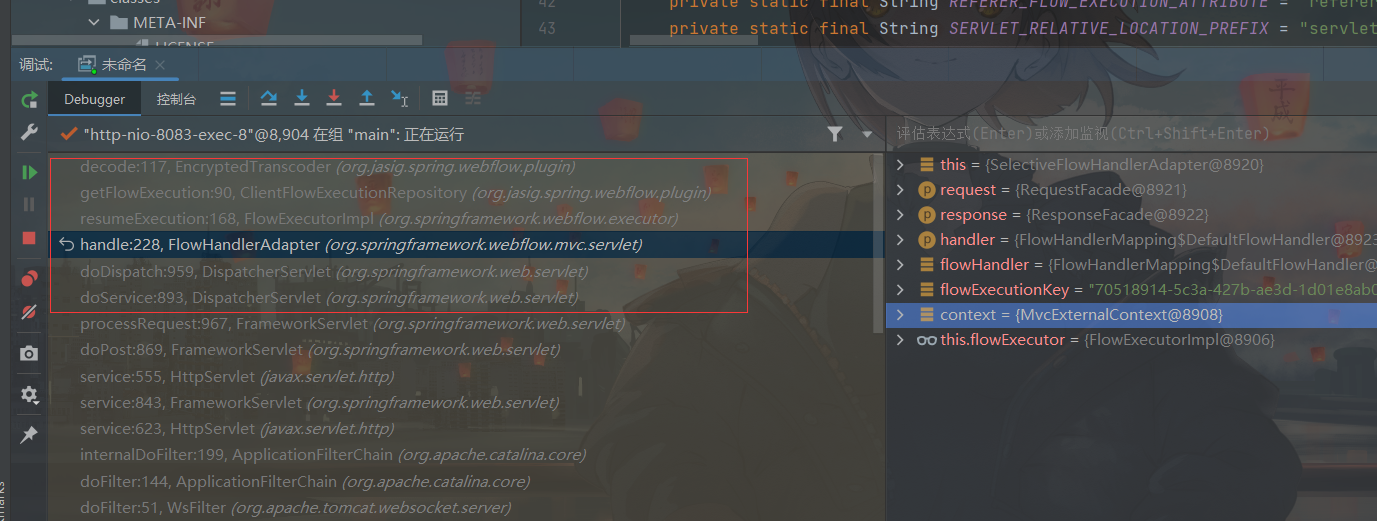 classes
META-INF
LICENSE
42 private static final String REFERER_FLOW_EXECUTION_ATTRIBUTE = "refere
43 private static final String SERVLET_RELATIVE_LOCATION_PREFIX = "servlet
调试: 未命名
Debugger 控制台
"http-nio-8083-exec-8"@8,904 在组 "main": 正在运行
评估表达式(Enter)或添加监视(Ctrl+Shift+Enter)
decode:117, EncryptedTranscoder (org.jasig.spring.webflow.plugin)
getFlowExecution:90, ClientFlowExecutionRepository (org.jasig.spring.webflow.plugin)
resumeExecution:168, FlowExecutorImpl (org.springframework.webflow.executor)
handle:228, FlowHandlerAdapter (org.springframework.webflow.mvc.servlet)
doDispatch:959, DispatcherServlet (org.springframework.web.servlet)
doService:893, DispatcherServlet (org.springframework.web.servlet)
processRequest:967, FrameworkServlet (org.springframework.web.servlet)
doPost:869, FrameworkServlet (org.springframework.web.servlet)
service:555, HttpServlet (javax.servlet.http)
service:843, FrameworkServlet (org.springframework.web.servlet)
service:623, HttpServlet (javax.servlet.http)
internalDoFilter:199, ApplicationFilterChain (org.apache.catalina.core)
doFilter:144, ApplicationFilterChain (org.apache.catalina.core)
doFilter:51, WsFilter (org.apache.tomcat.websocket.server)
this = {SelectiveFlowHandlerAdapter@8920}
request = {RequestFacade@8921}
response = {ResponseFacade@8922}
handler = {FlowHandlerMapping$DefaultFlowHandler@8923
flowHandler = {FlowHandlerMapping$DefaultFlowHandler@
flowExecutionKey = "70518914-5c3a-427b-ae3d-1d01e8ab0
context = {MvcExternalContext@8908}
this.flowExecutor = {FlowExecutorImpl@8906}
平成